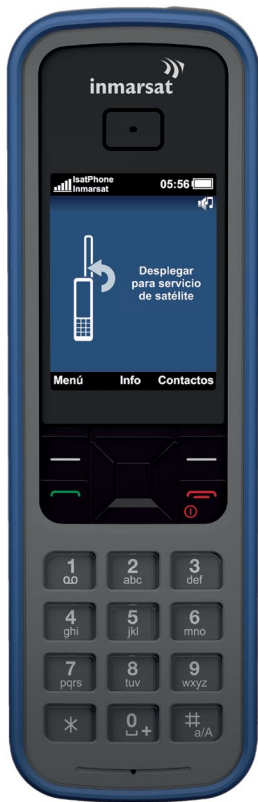 inmarsat
IsatPhone
Inmarsat
05:56
Desplegar
para servicio
de satélite
Menú Info Contactos
1 2 3
abc def
4 5 6
ghi jkl mno
7 8 9
pqrs tuv wxyz
* 0 + #
a/A